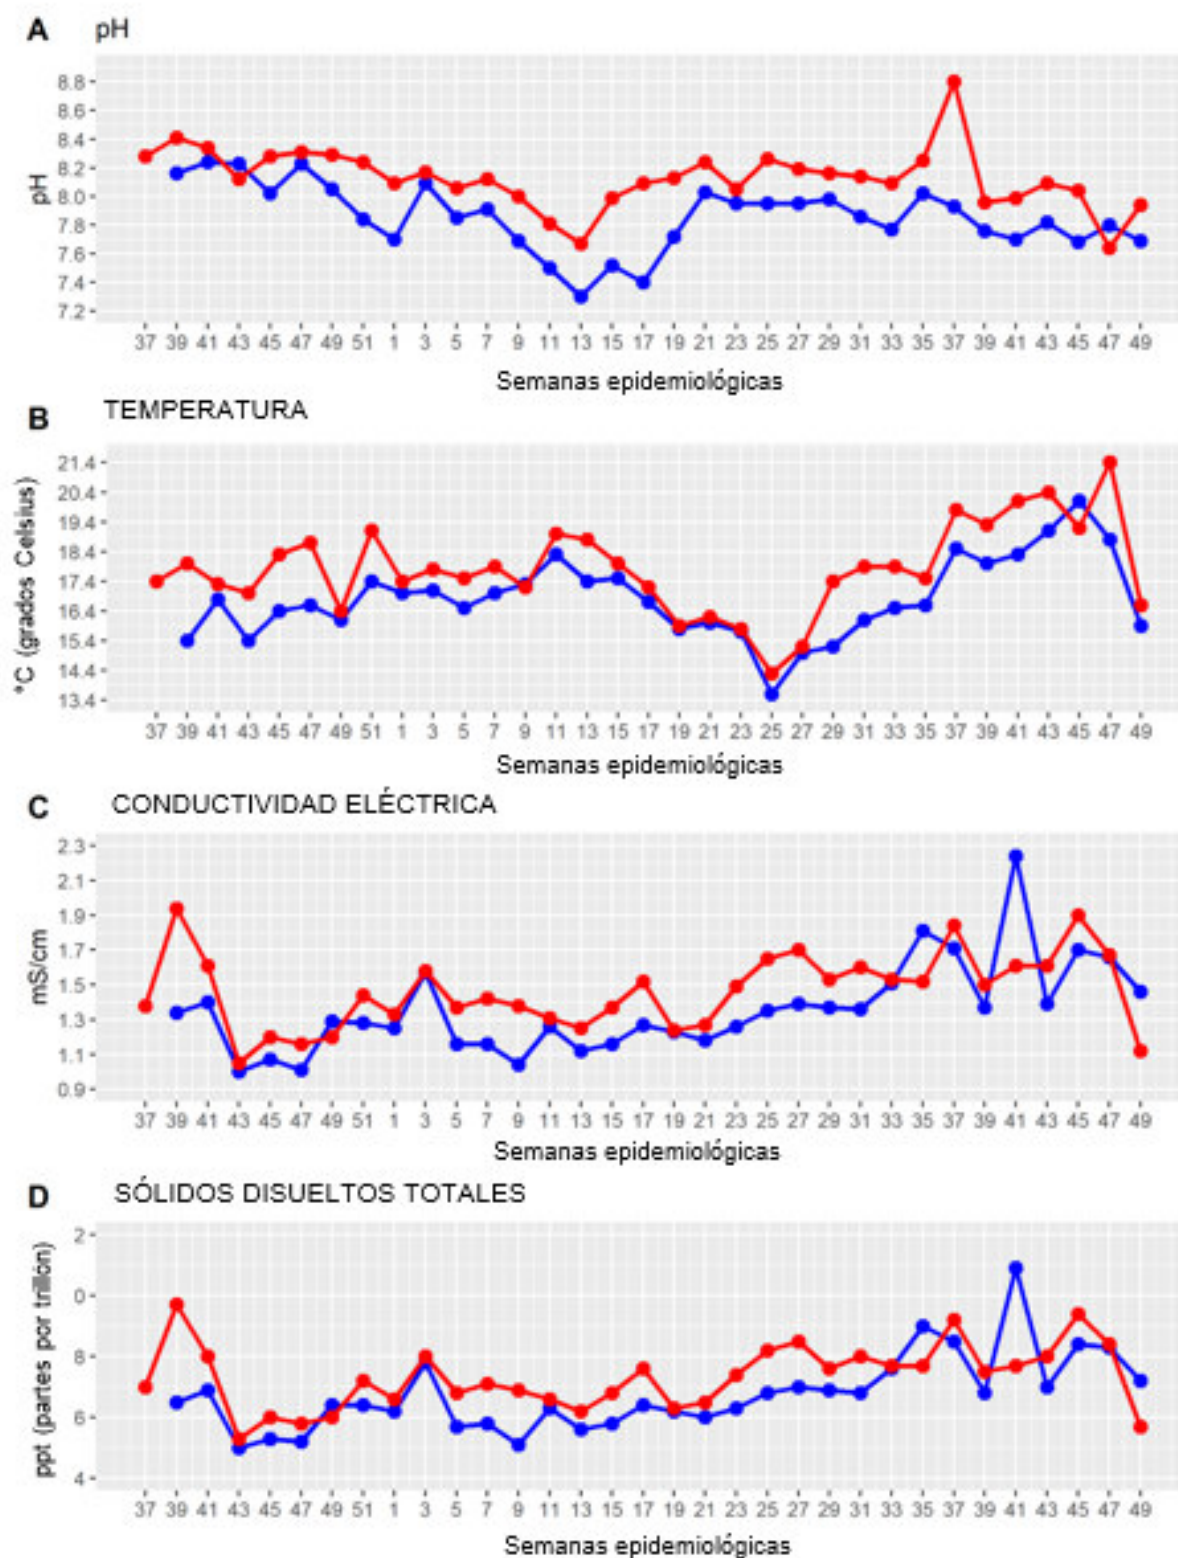 A pH
pH
8.8
8.6
8.4
8.2
8.0
7.8
7.6
7.4
7.2
37 39 41 43 45 47 49 51 1 3 5 7 9 11 13 15 17 19 21 23 25 27 29 31 33 35 37 39 41 43 45 47 49
Semanas epidemiológicas
B TEMPERATURA
°C (grados Celsius)
21.4
20.4
19.4
18.4
17.4
16.4
15.4
14.4
13.4
37 39 41 43 45 47 49 51 1 3 5 7 9 11 13 15 17 19 21 23 25 27 29 31 33 35 37 39 41 43 45 47 49
Semanas epidemiológicas
C CONDUCTIVIDAD ELÉCTRICA
mS/cm
2.3
2.1
1.9
1.7
1.5
1.3
1.1
0.9
37 39 41 43 45 47 49 51 1 3 5 7 9 11 13 15 17 19 21 23 25 27 29 31 33 35 37 39 41 43 45 47 49
Semanas epidemiológicas
D SÓLIDOS DISUELTOS TOTALES
ppt (partes por trillón)
2
0
8
6
4
37 39 41 43 45 47 49 51 1 3 5 7 9 11 13 15 17 19 21 23 25 27 29 31 33 35 37 39 41 43 45 47 49
Semanas epidemiológicas